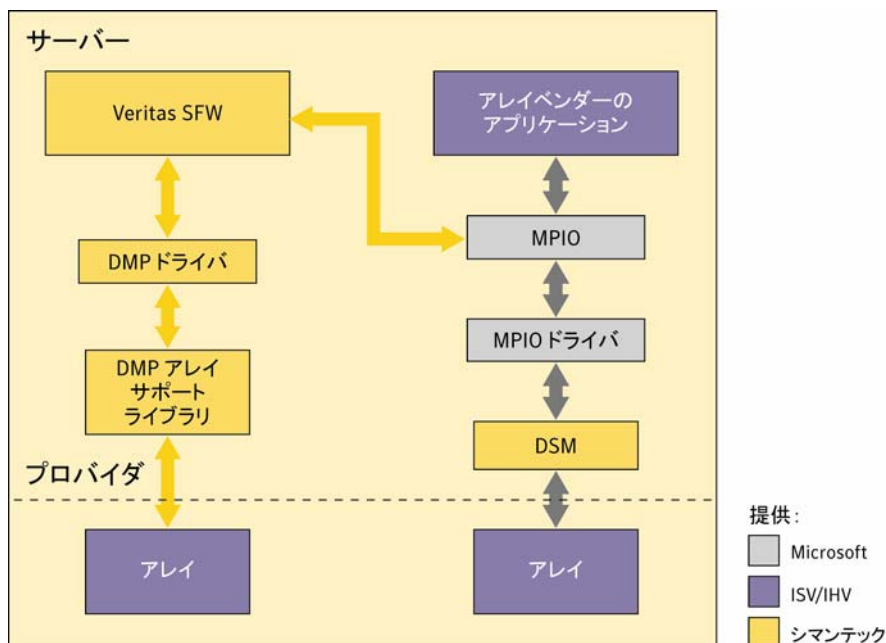 サーバー
Veritas SFW
アレイベンダーの
アプリケーション
MPIO
DMP ドライバ
MPIO ドライバ
DMP アレイ
サポート
ライブラリ
DSM
プロバイダ
アレイ
アレイ
提供:
Microsoft
ISV/IHV
シマンテック